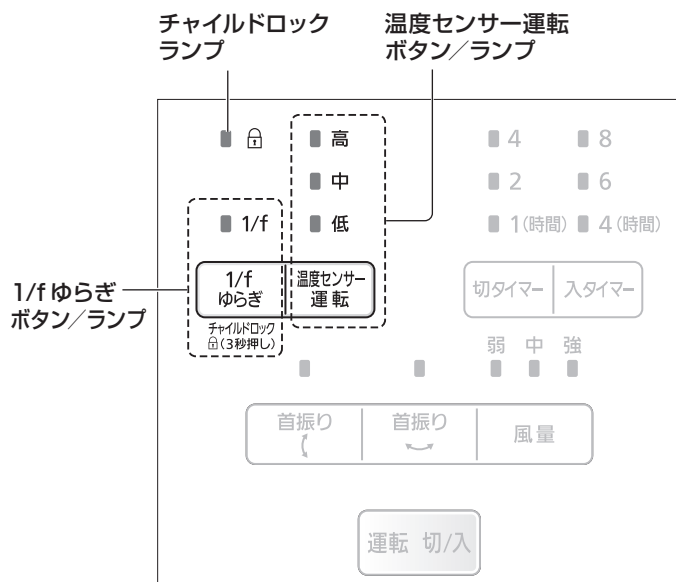 チャイルドロック
ランプ
温度センサー運転
ボタン／ランプ
高 4 8
中 2 6
1/f 低 1(時間) 4(時間)
1/fゆらぎ
ボタン／ランプ
1/f
ゆらぎ
温度センサー
運転
切タイマー 入タイマー
チャイルドロック
(3秒押し)
弱 中 強
首振り 首振り 風量
運転 切/入